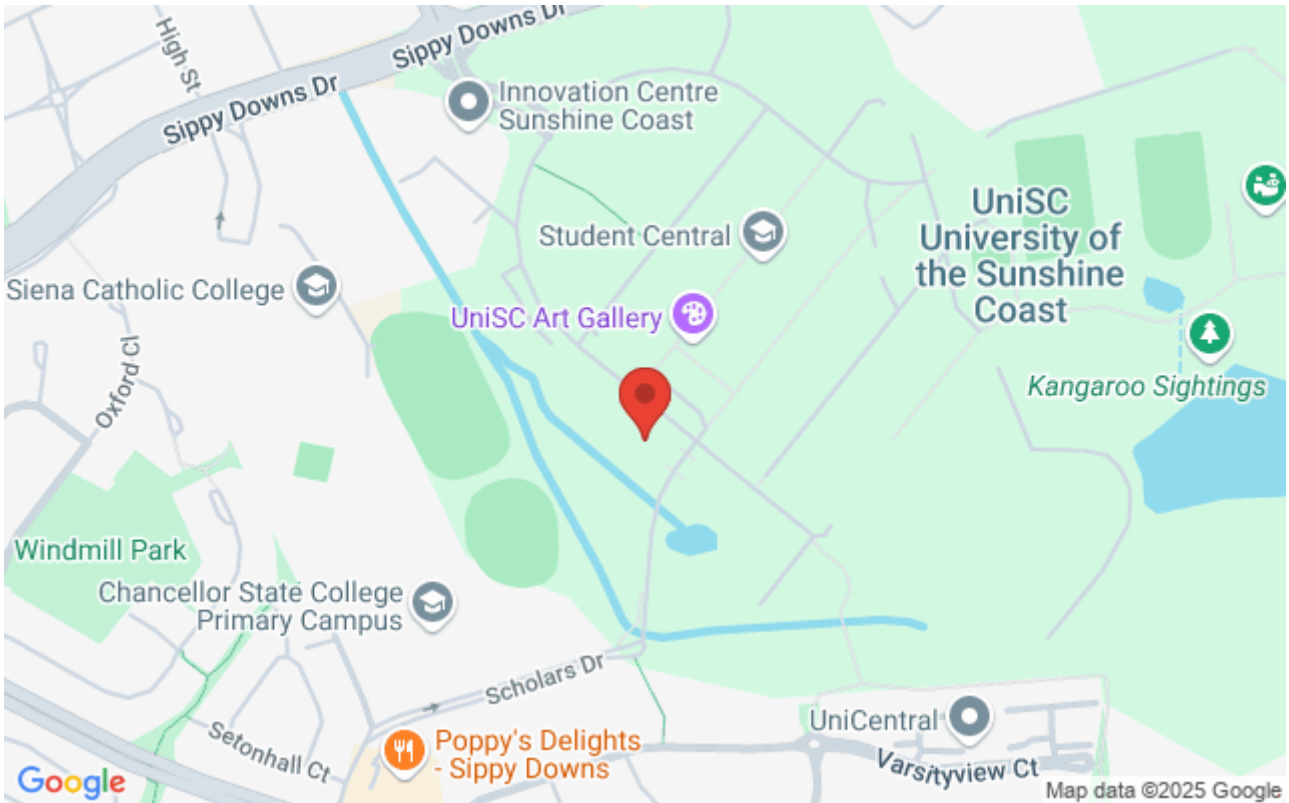 High St
Sippy Downs Dr
Sippy Downs Dr
Innovation Centre
Sunshine Coast
UniSC
University of
the Sunshine
Coast
Student Central
Siena Catholic College
UniSC Art Gallery
Oxford Cl
Kangaroo Sightings
Windmill Park
Chancellor State College
Primary Campus
Scholars Dr
Setonhall Ct
UniCentral
Poppy's Delights
- Sippy Downs
Varsityview Ct
Google
Map data ©2025 Google